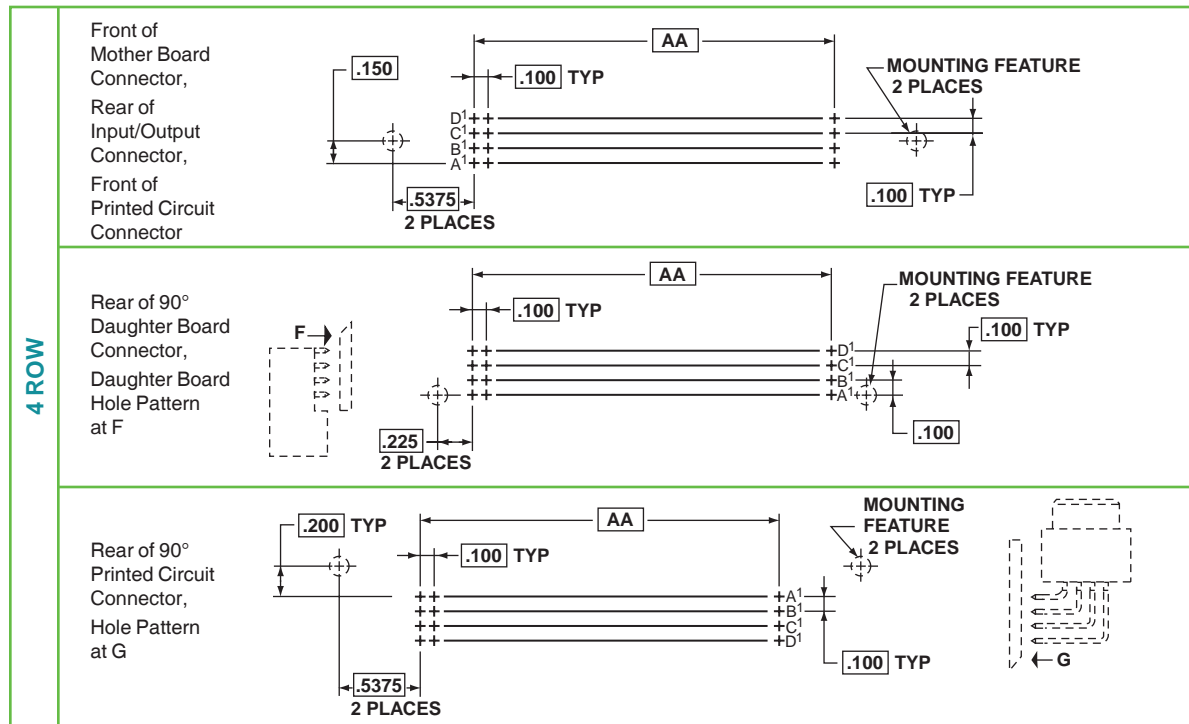 4 ROW
Front of
Mother Board
Connector,
Rear of
Input/Output
Connector,
Front of
Printed Circuit
Connector
.150
AA
.100 TYP
MOUNTING FEATURE
2 PLACES
D1
C1
B1
A1
.5375
2 PLACES
.100 TYP
Rear of 90°
Daughter Board
Connector,
Daughter Board
Hole Pattern
at F
F
AA
.100 TYP
MOUNTING FEATURE
2 PLACES
.100 TYP
D1
C1
B1
A1
.225
2 PLACES
.100
Rear of 90°
Printed Circuit
Connector,
Hole Pattern
at G
.200 TYP
AA
.100 TYP
MOUNTING
FEATURE
2 PLACES
A1
B1
C1
D1
.100 TYP
G
.5375
2 PLACES